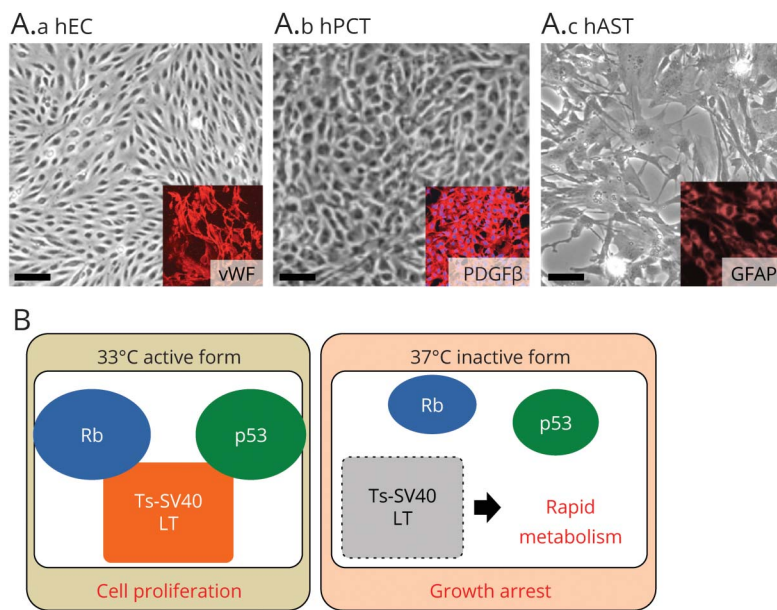 A.a hEC
A.b hPCT
A.c hAST
vWF
PDGFβ
GFAP
B
33°C active form
37°C inactive form
Rb
p53
Ts-SV40
LT
Cell proliferation
Rb
p53
Ts-SV40
LT
Rapid
metabolism
Growth arrest